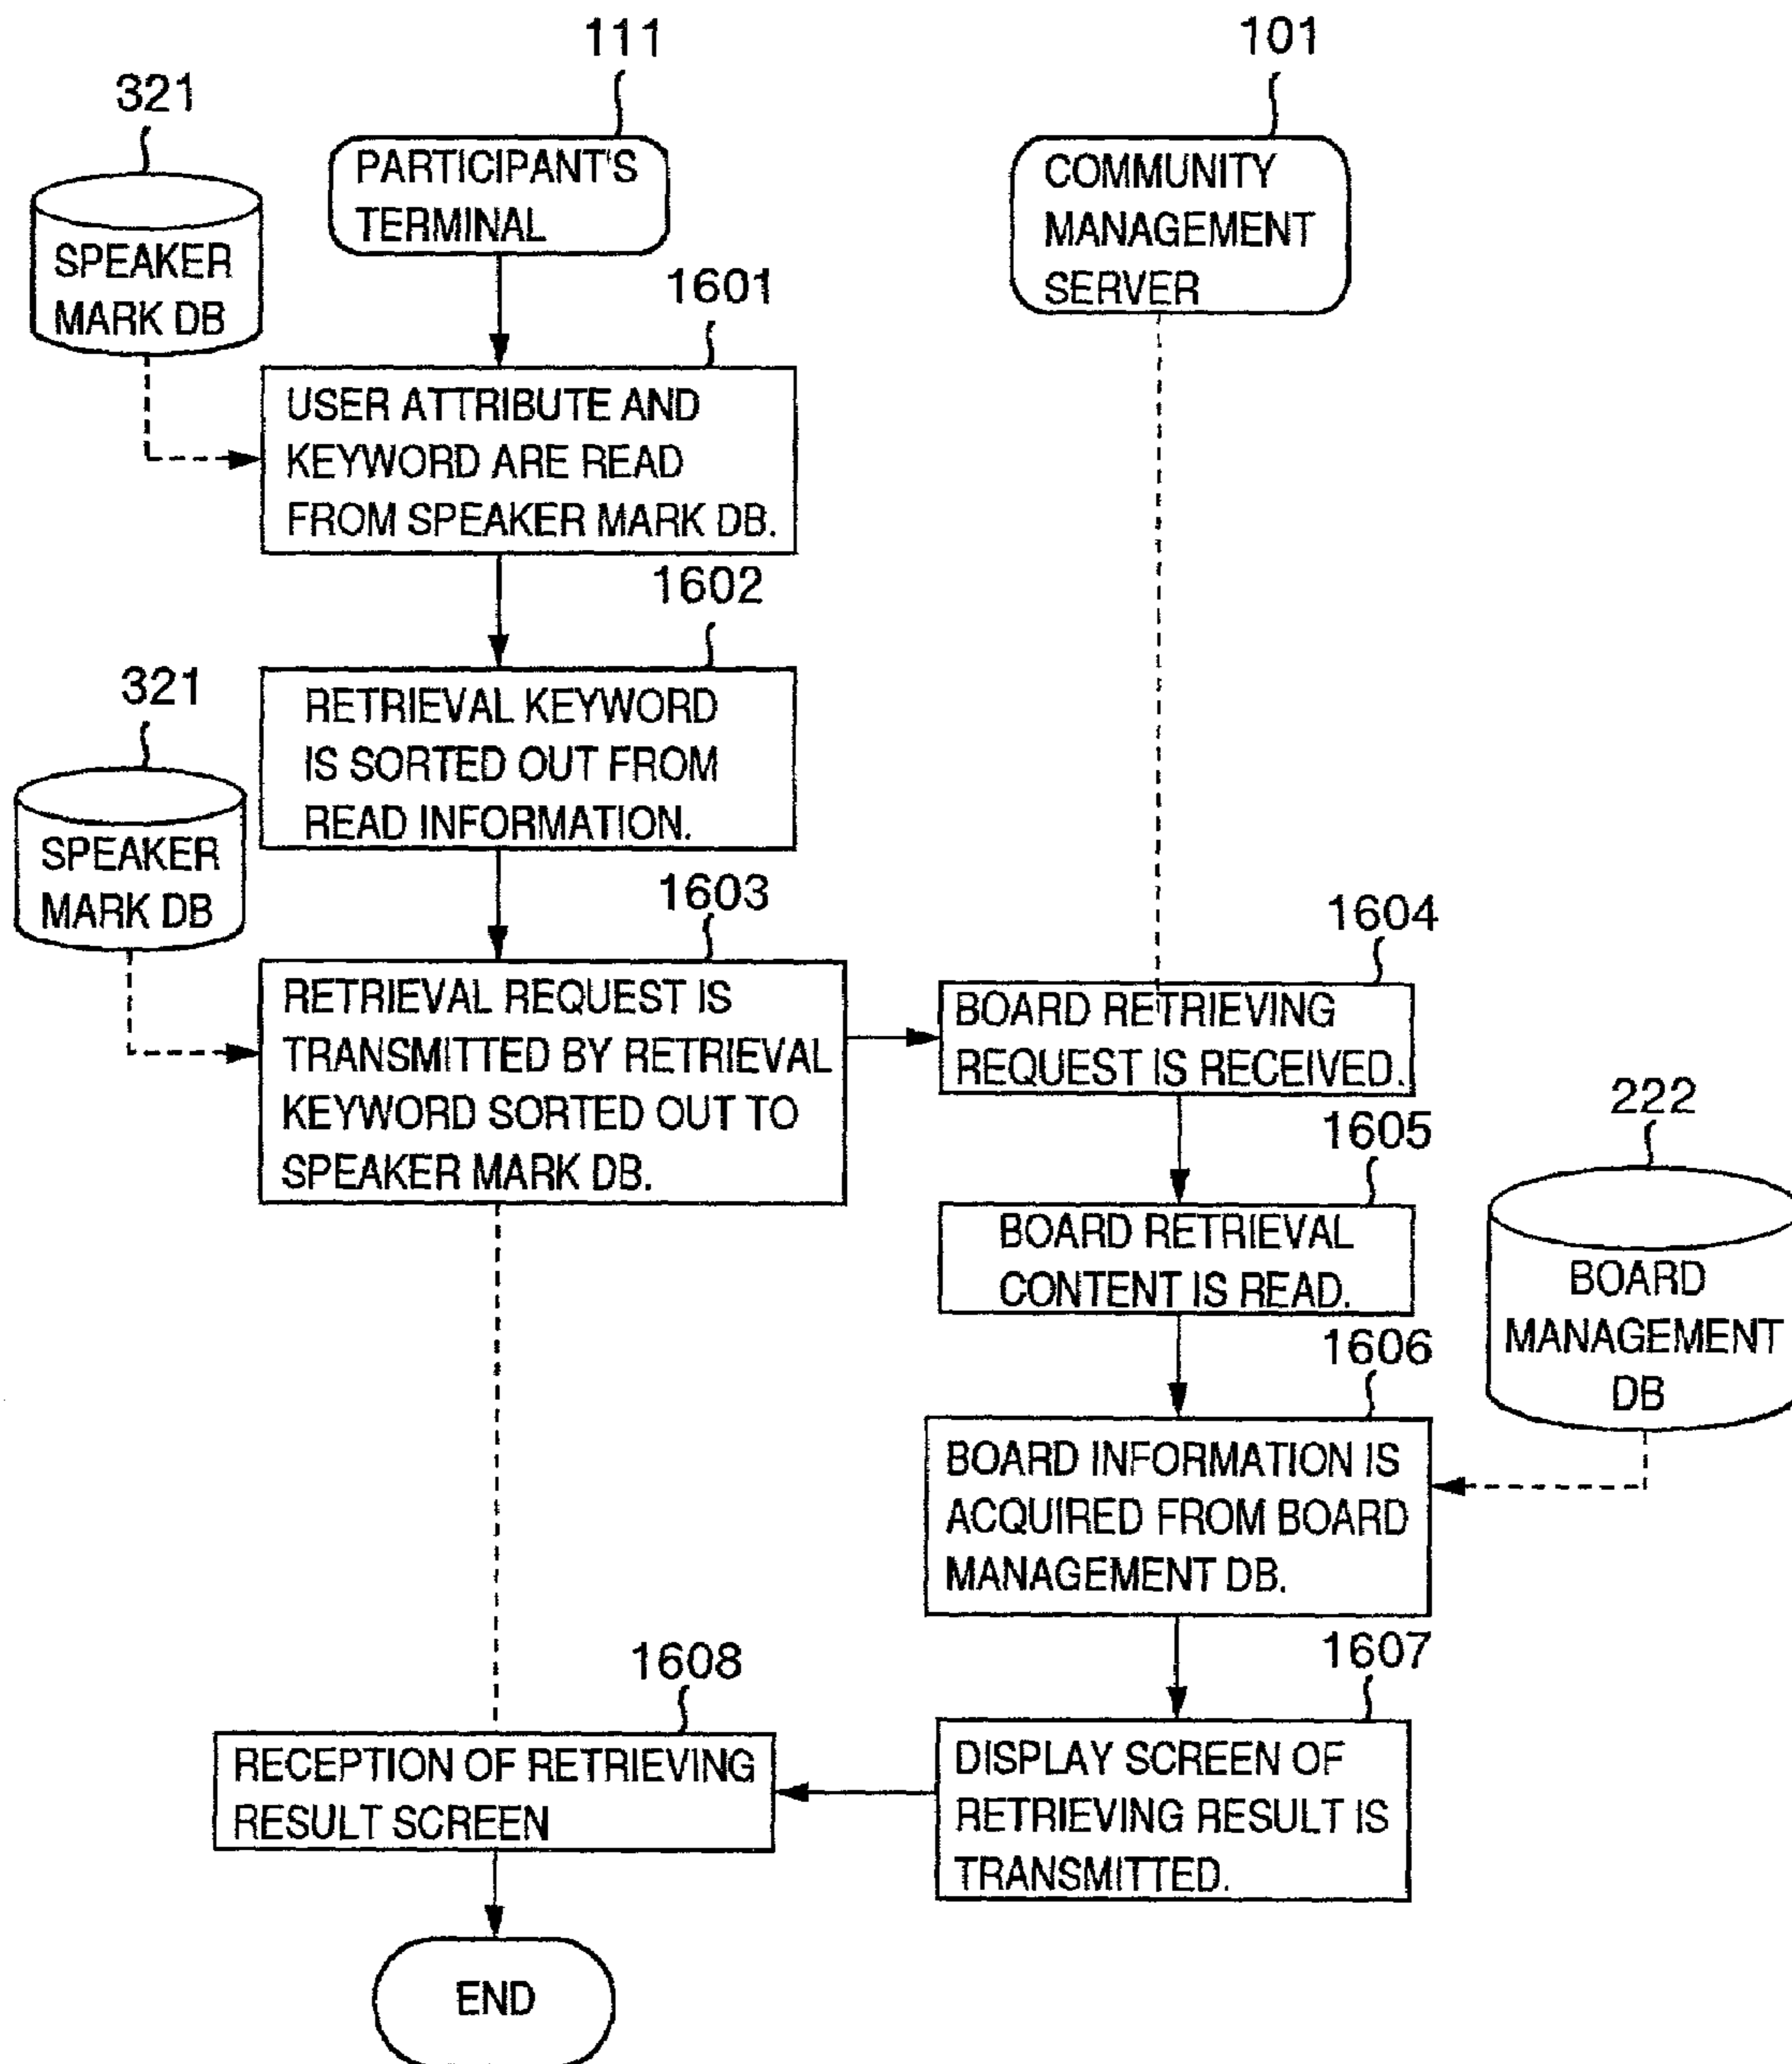 111
101
321
PARTICIPANT'S
TERMINAL
COMMUNITY
MANAGEMENT
SERVER
SPEAKER
MARK DB
1601
USER ATTRIBUTE AND
KEYWORD ARE READ
FROM SPEAKER MARK DB.
1602
321
RETRIEVAL KEYWORD
IS SORTED OUT FROM
READ INFORMATION.
SPEAKER
MARK DB
1603
1604
RETRIEVAL REQUEST IS
TRANSMITTED BY RETRIEVAL
KEYWORD SORTED OUT TO
SPEAKER MARK DB.
BOARD RETRIEVING
REQUEST IS RECEIVED.
222
1605
BOARD RETRIEVAL
CONTENT IS READ.
BOARD
MANAGEMENT
DB
1606
BOARD INFORMATION IS
ACQUIRED FROM BOARD
MANAGEMENT DB.
1608
1607
RECEPTION OF RETRIEVING
RESULT SCREEN
DISPLAY SCREEN OF
RETRIEVING RESULT IS
TRANSMITTED.
END